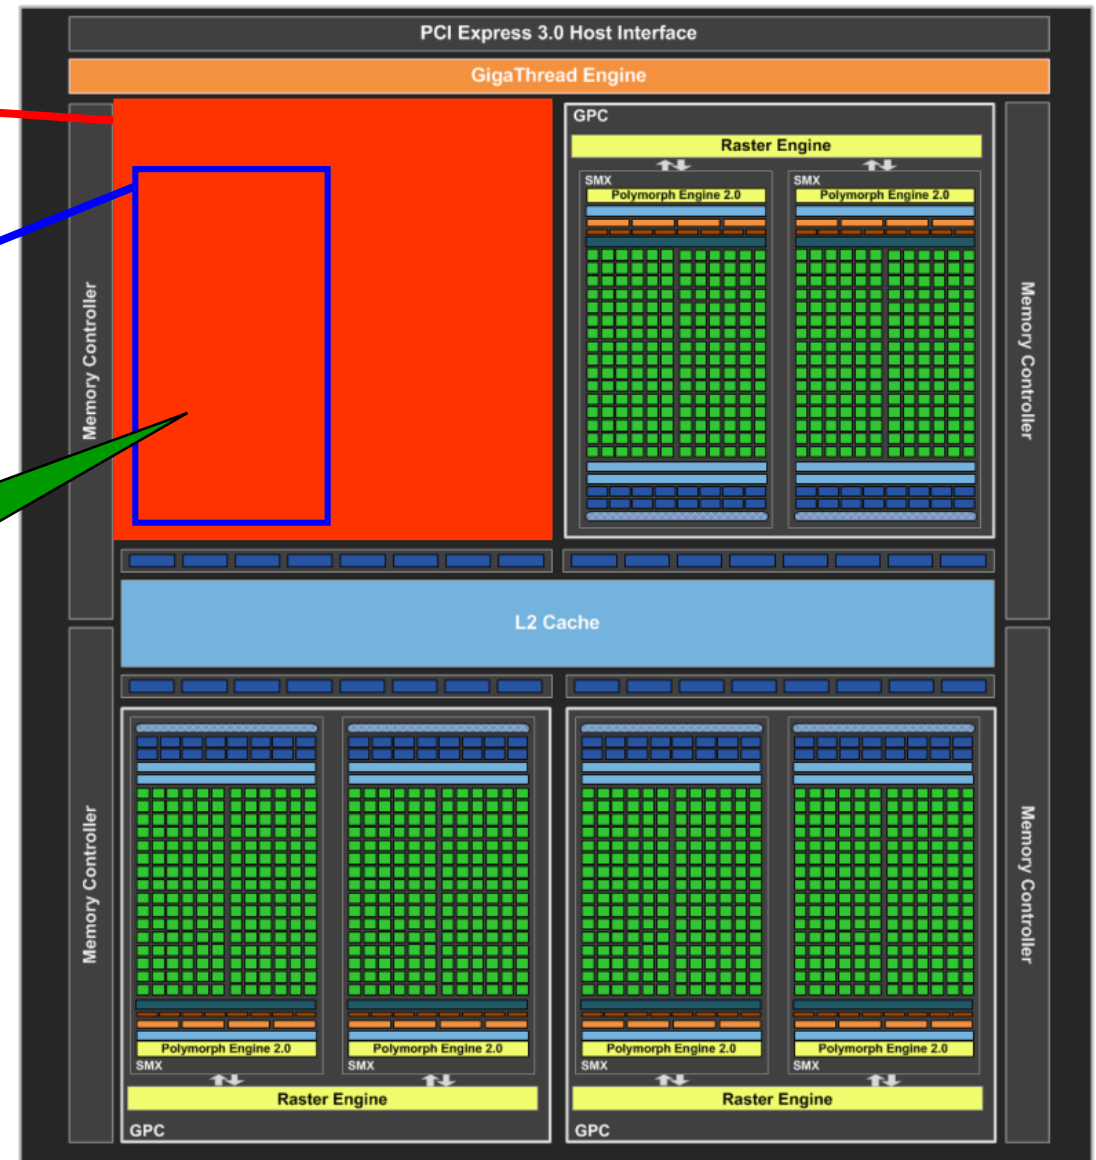 PCI Express 3.0 Host Interface
GigaThread Engine
Memory Controller
GPC
Raster Engine
SMX
Polymorph Engine 2.0
SMX
Polymorph Engine 2.0
Memory Controller
L2 Cache
Memory Controller
Polymorph Engine 2.0
SMX
Polymorph Engine 2.0
SMX
Raster Engine
GPC
Polymorph Engine 2.0
SMX
Polymorph Engine 2.0
SMX
Raster Engine
GPC
Memory Controller